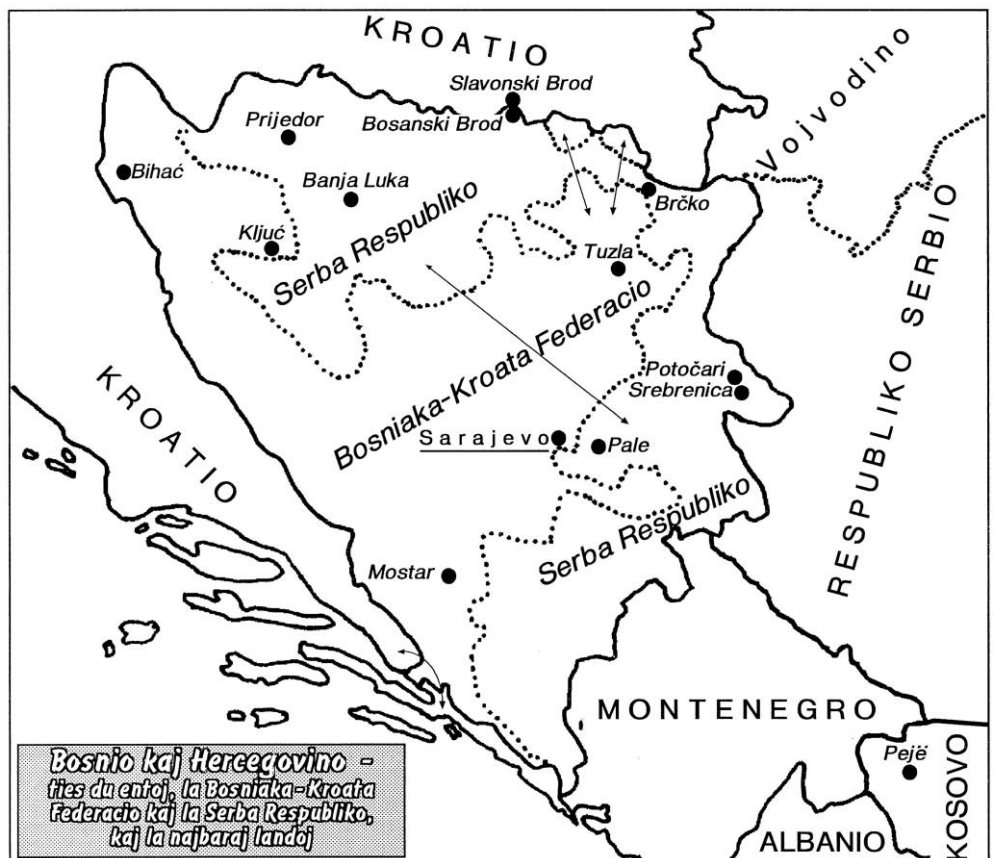 KROATIO
Slavonski Brod
Bosanski Brod
Prijedor
Vojvodino
Bihać
Banja Luka
Brčko
Serba Respubliko
Ključ
Tuzla
RESPUBLIKO SERBIO
Bosniaka-Kroata Federacio
KROATIO
Potočari
Srebrenica
Sarajevo
Pale
Serba Respubliko
Mostar
MONTENEGRO
Pejë
KOSOVO
ALBANIO
Bosnio kaj Hercegovino -
ties du entoj, la Bosniaka-Kroata
Federacio kaj la Serba Respubliko,
kaj la najbaraj landoj